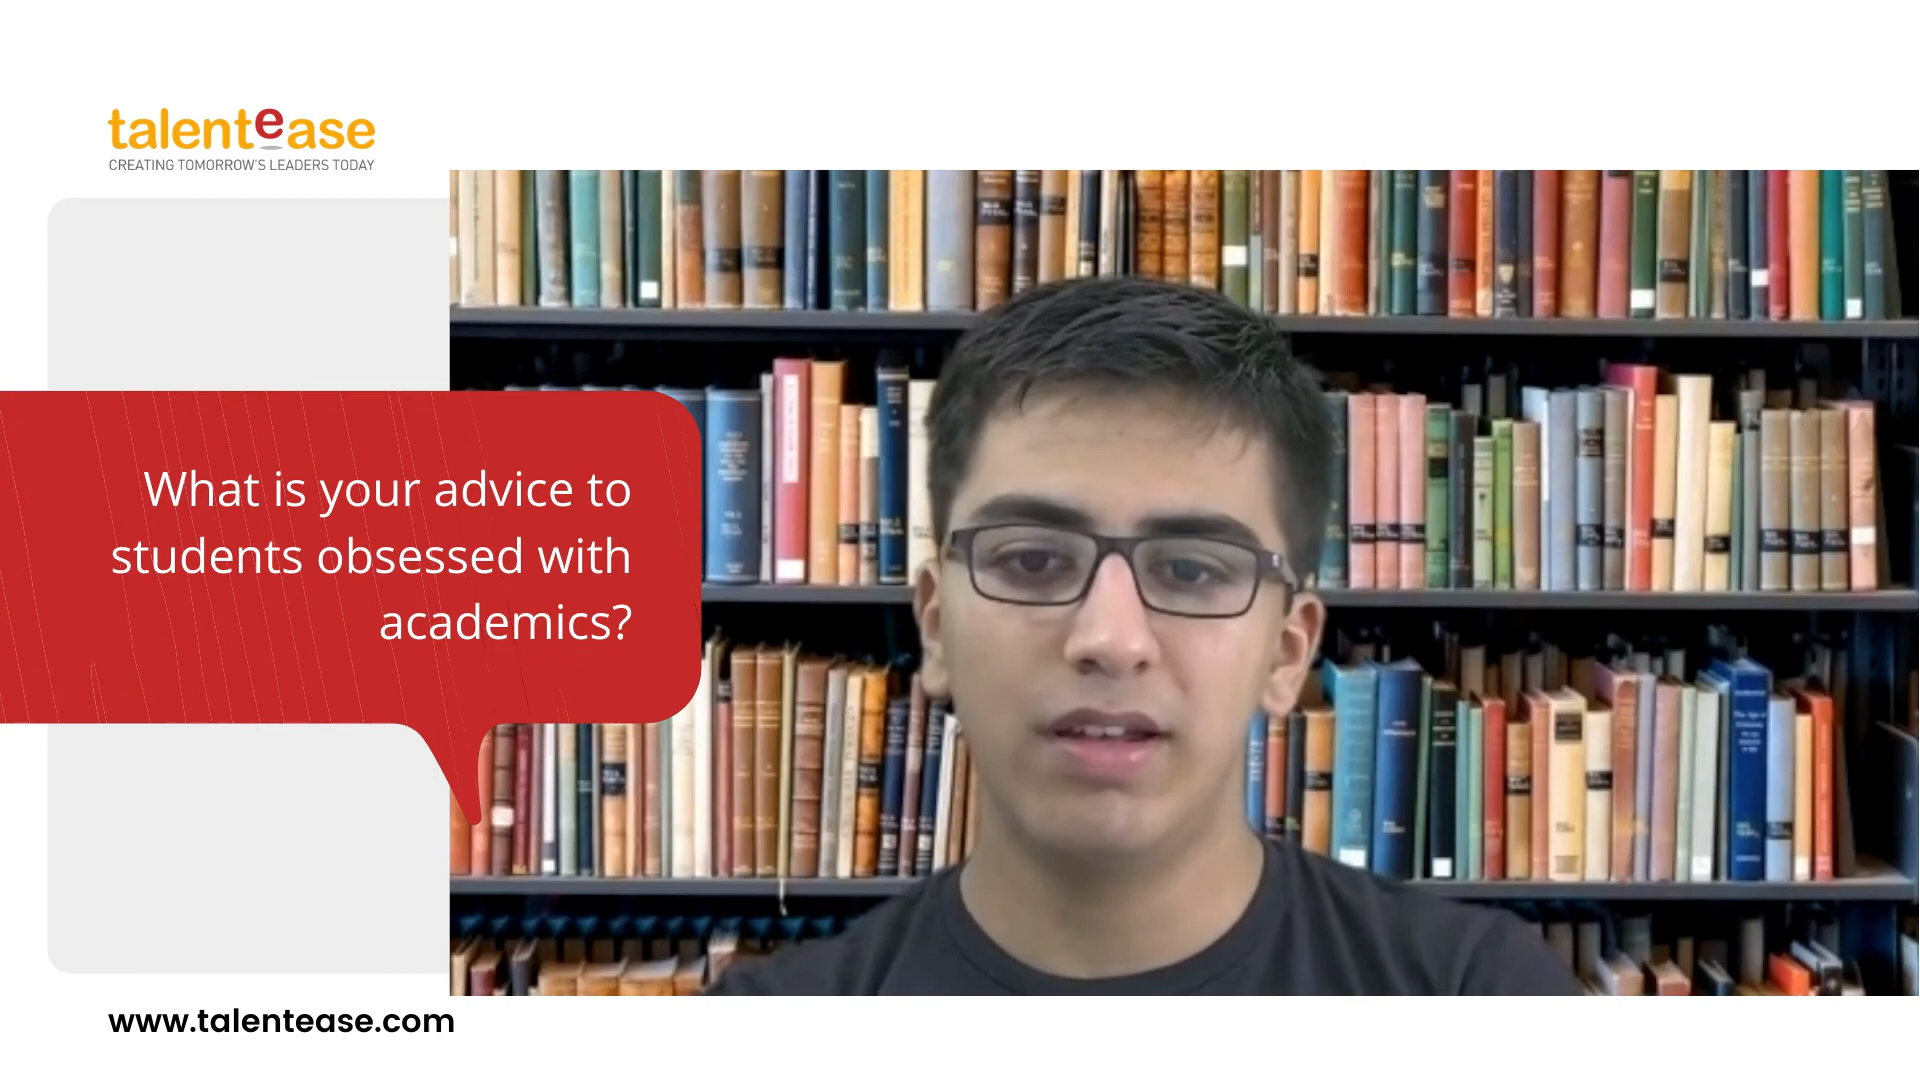 talentease
CREATING TOMORROW'S LEADERS TODAY
What is your advice to
students obsessed with
academics?
www.talentease.com